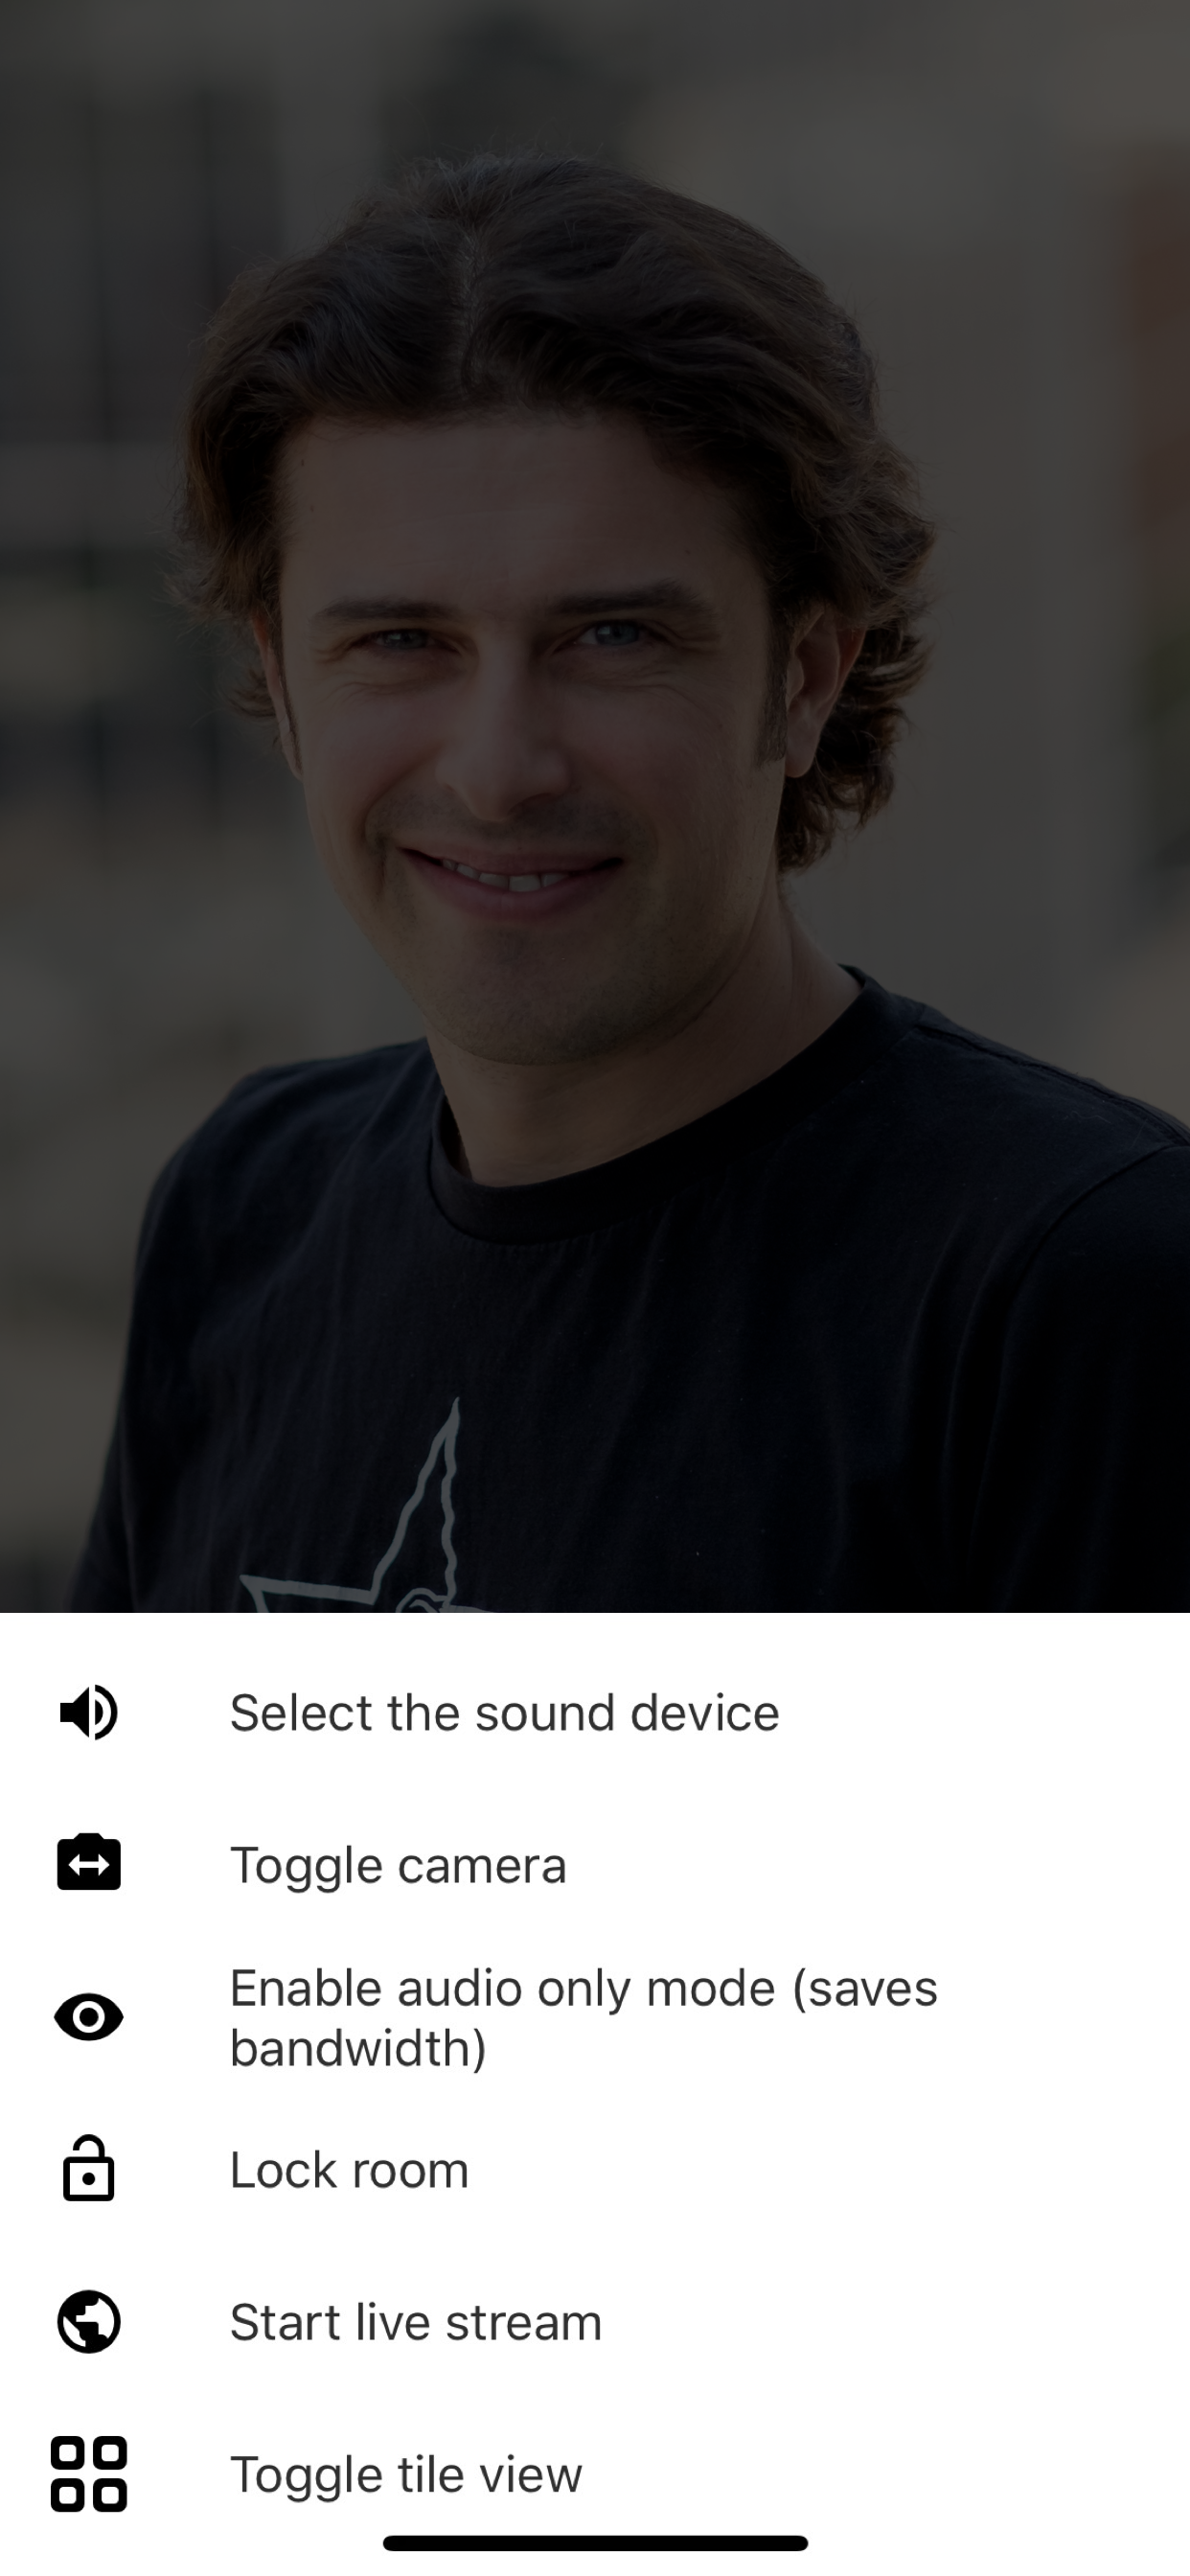 Select the sound device
Toggle camera
Enable audio only mode (saves
bandwidth)
Lock room
Start live stream
Toggle tile view